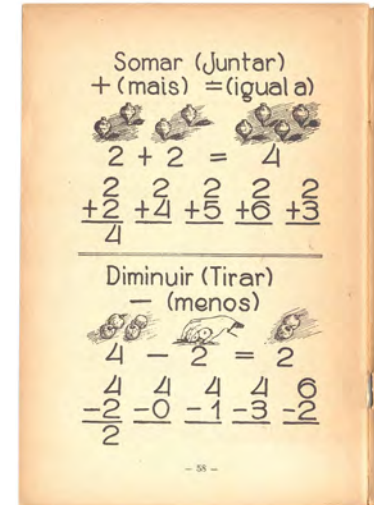 Somar (Juntar)
+ (mais) = (igual a)
2 + 2 = 4
2 2 2 2 2
+2 +4 +5 +6 +3
4
Diminuir (Tirar)
— (menos)
4 − 2 = 2
4 4 4 4 6
−2 −0 −1 −3 −2
2
– 58 –